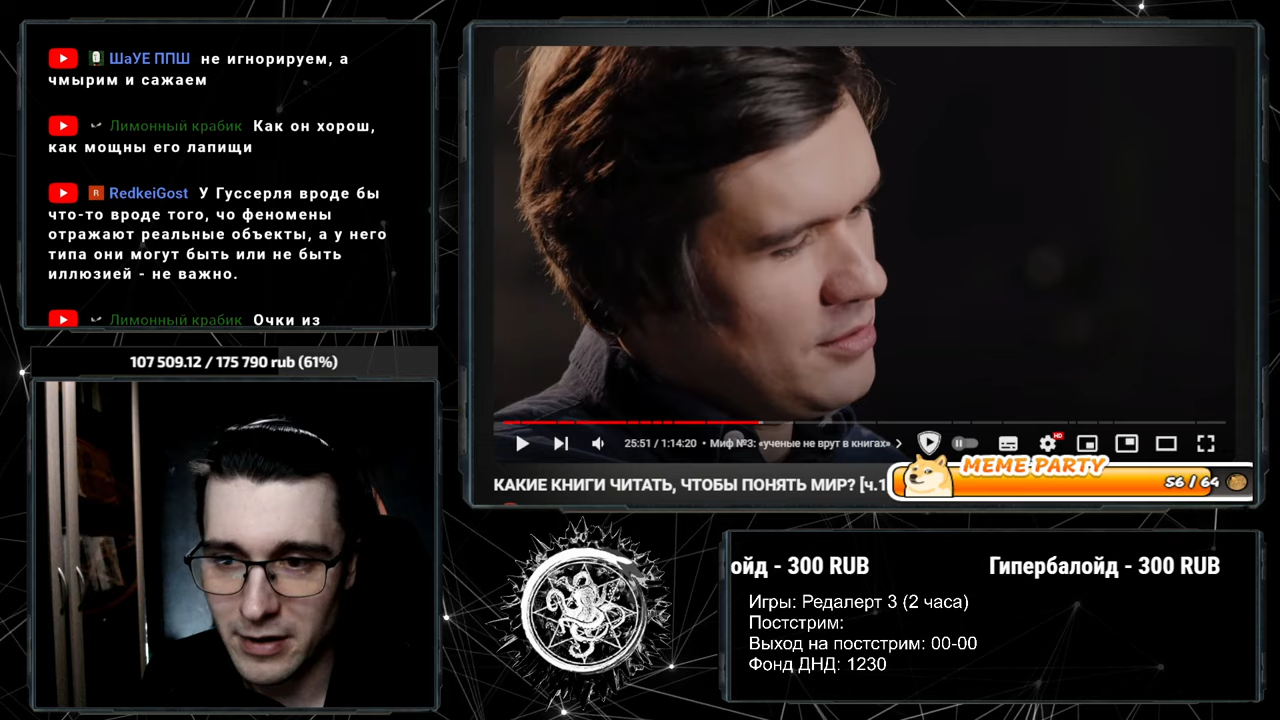 ШаУЕ ППШ не игнорируем, а
чмырим и сажаем
Лимонный крабик Как он хорош,
как мощны его лапищи
R RedkeiGost У Гуссерля вроде бы
что-то вроде того, чо феномены
отражают реальные объекты, а у него
типа они могут быть или не быть
иллюзией - не важно.
Лимонный крабик Очки из
107 509.12 / 175 790 rub (61%)
25:51 / 1:14:20 • Миф №3: «ученые не врут в книгах»
HD
КАКИЕ КНИГИ ЧИТАТЬ, ЧТОБЫ ПОНЯТЬ МИР? [ч.1
MEME PARTY
56 / 64
ойд - 300 RUB
Гипербалойд - 300 RUB
Игры: Редалерт 3 (2 часа)
Постстрим:
Выход на постстрим: 00-00
Фонд ДНД: 1230